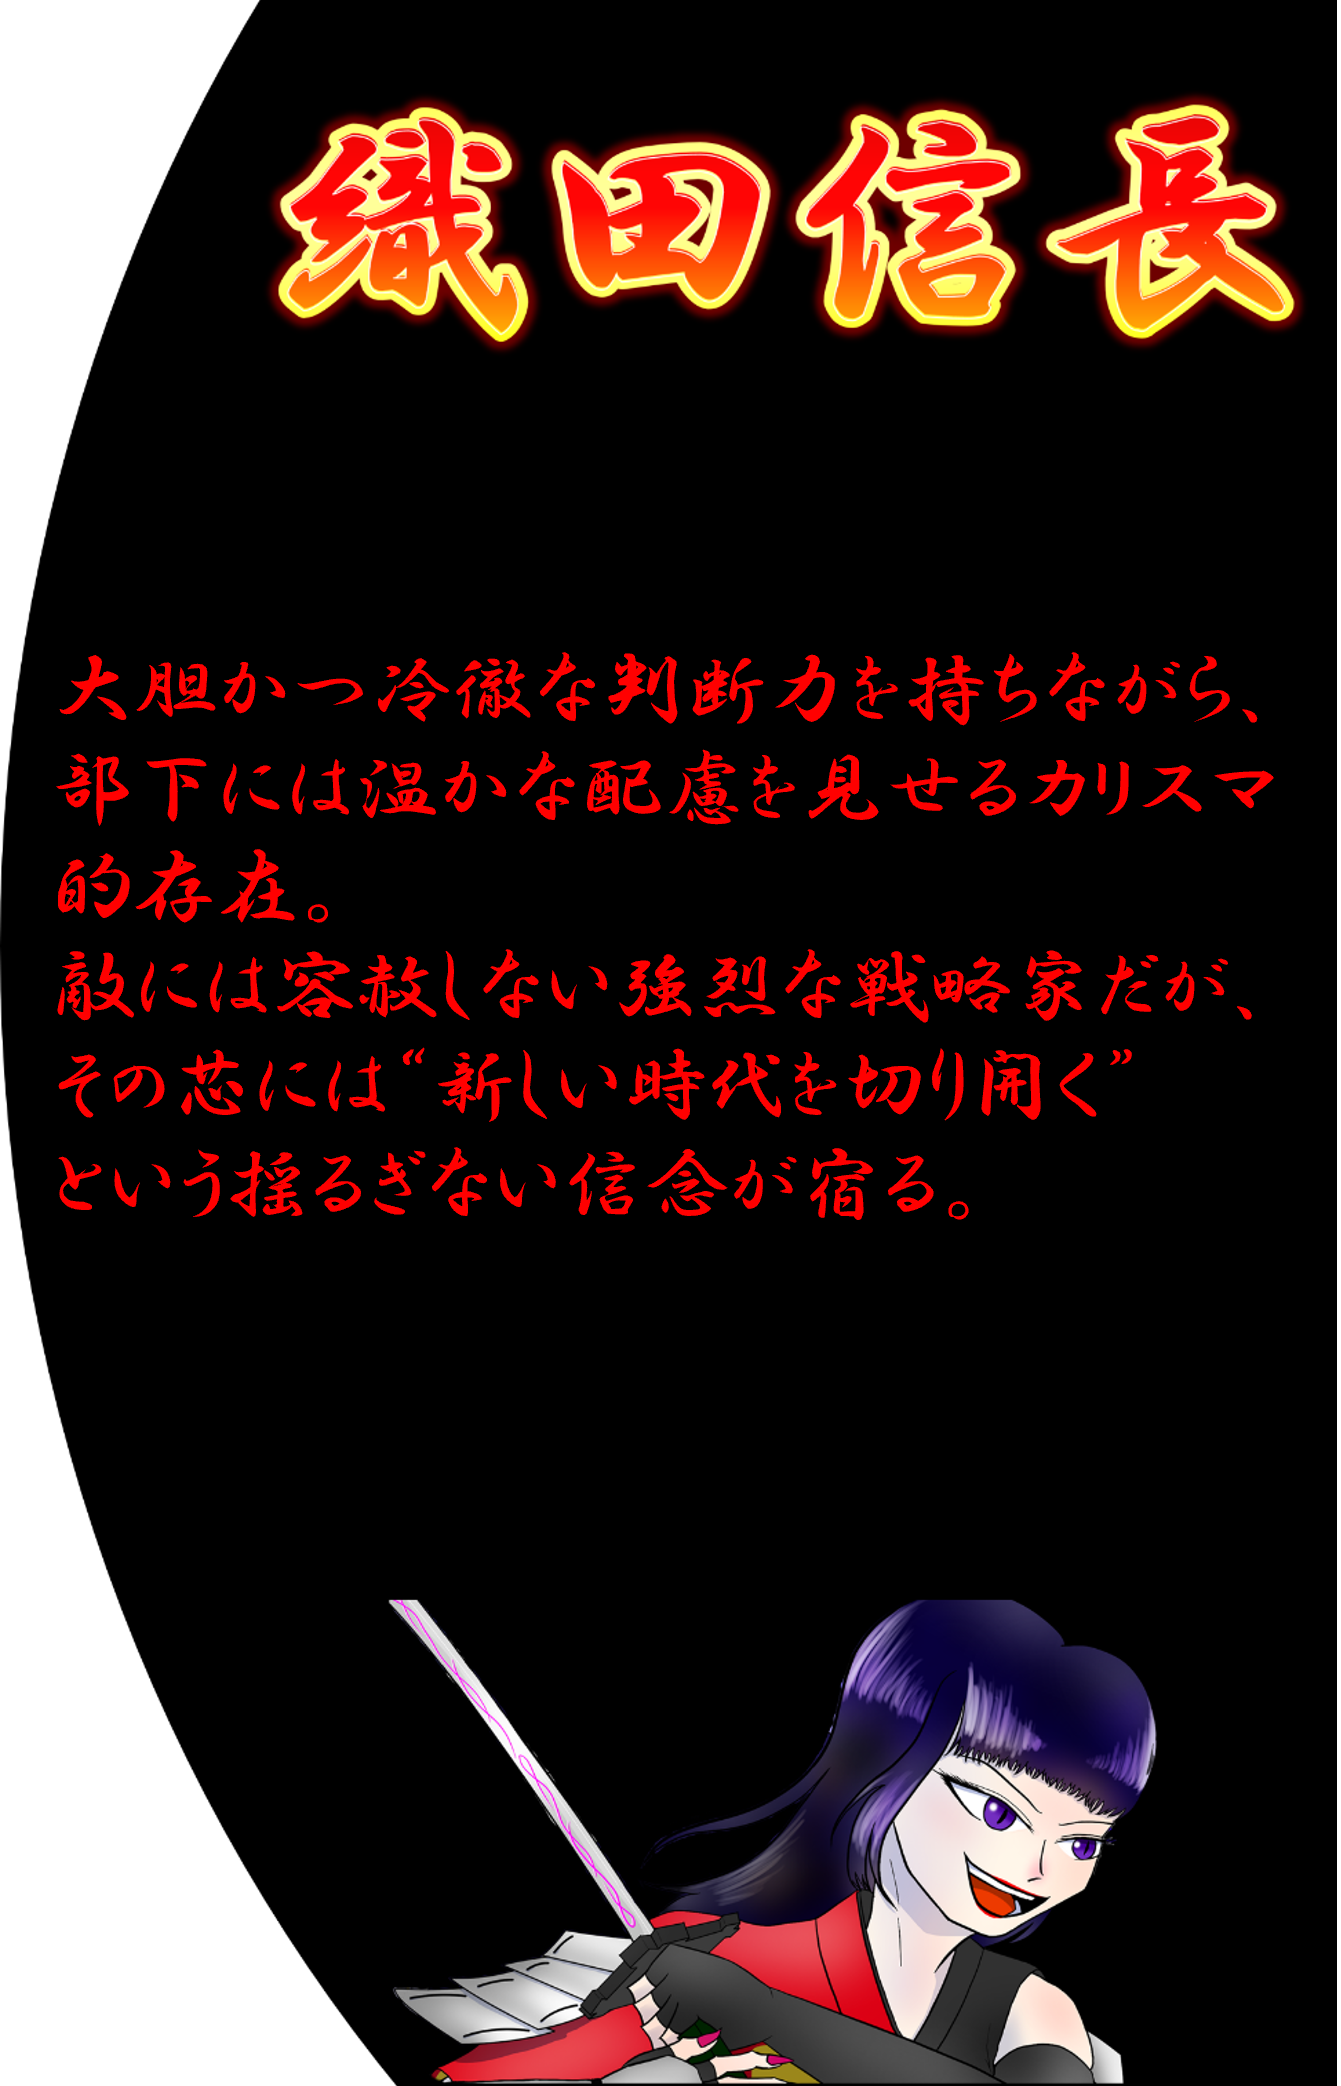 織田信長
大胆かつ冷徹な判断力を持ちながら、
部下には温かな配慮を見せるカリスマ
的存在。
敵には容赦しない強烈な戦略家だが、
その芯には“新しい時代を切り開く”
という揺るぎない信念が宿る。